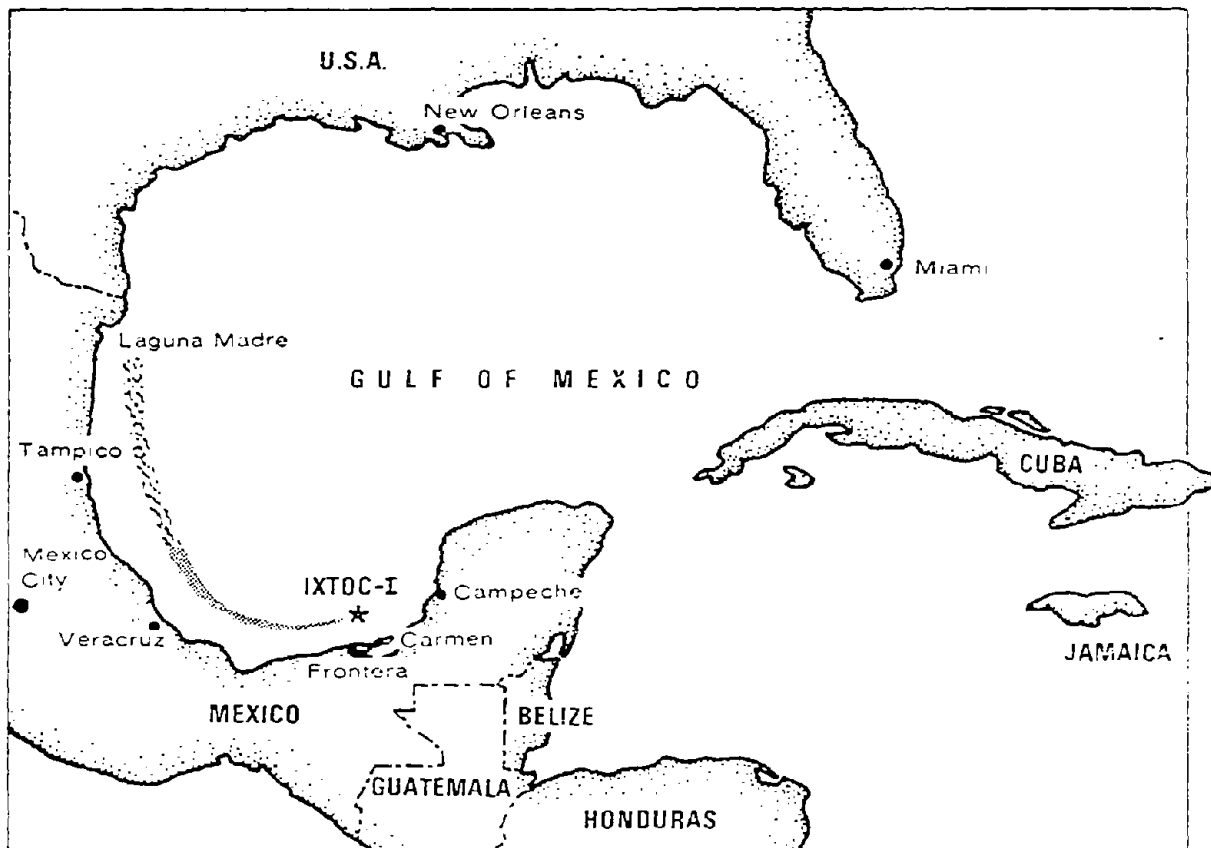 U.S.A.
New Orleans
Miami
Laguna Madre
GULF OF MEXICO
Tampico
CUBA
Mexico
City
IXTOC-I
Campeche
Veracruz
Carmen
Frontera
JAMAICA
MEXICO
BELIZE
GUATEMALA
HONDURAS